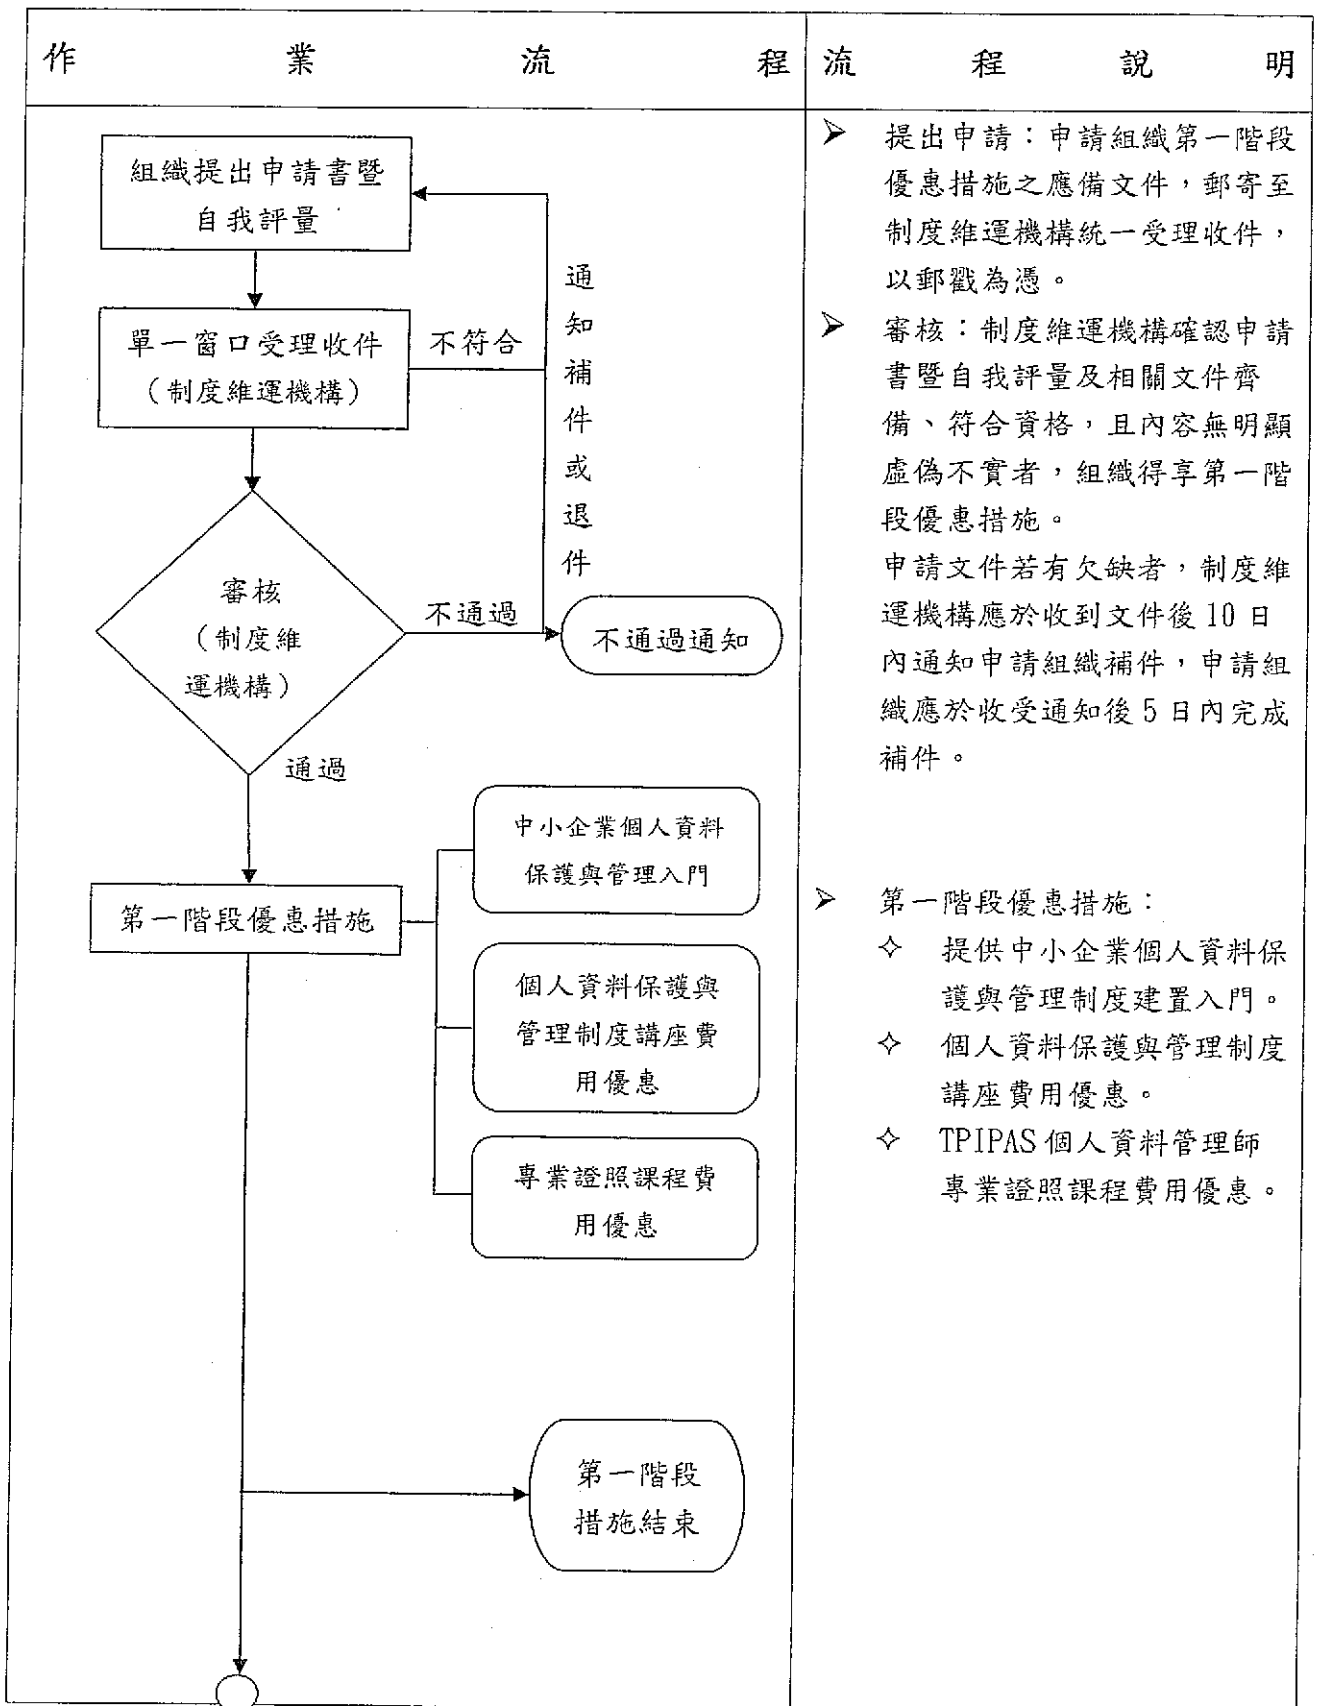 作業流程
流程說明
組織提出申請書暨
自我評量
單一窗口受理收件
(制度維運機構)
不符合
通知補件或退件
審核
(制度維
運機構)
不通過
不通過通知
通過
第一階段優惠措施
中小企業個人資料
保護與管理入門
個人資料保護與
管理制度講座費
用優惠
專業證照課程費
用優惠
第一階段
措施結束
➢ 提出申請:申請組織第一階段
優惠措施之應備文件,郵寄至
制度維運機構統一受理收件,
以郵戳為憑。
➢ 審核:制度維運機構確認申請
書暨自我評量及相關文件齊
備、符合資格,且內容無明顯
虛偽不實者,組織得享第一階
段優惠措施。
申請文件若有欠缺者,制度維
運機構應於收到文件後10日
內通知申請組織補件,申請組
織應於收受通知後5日內完成
補件。
➢ 第一階段優惠措施:
✧ 提供中小企業個人資料保
護與管理制度建置入門。
✧ 個人資料保護與管理制度
講座費用優惠。
✧ TPIPAS個人資料管理師
專業證照課程費用優惠。